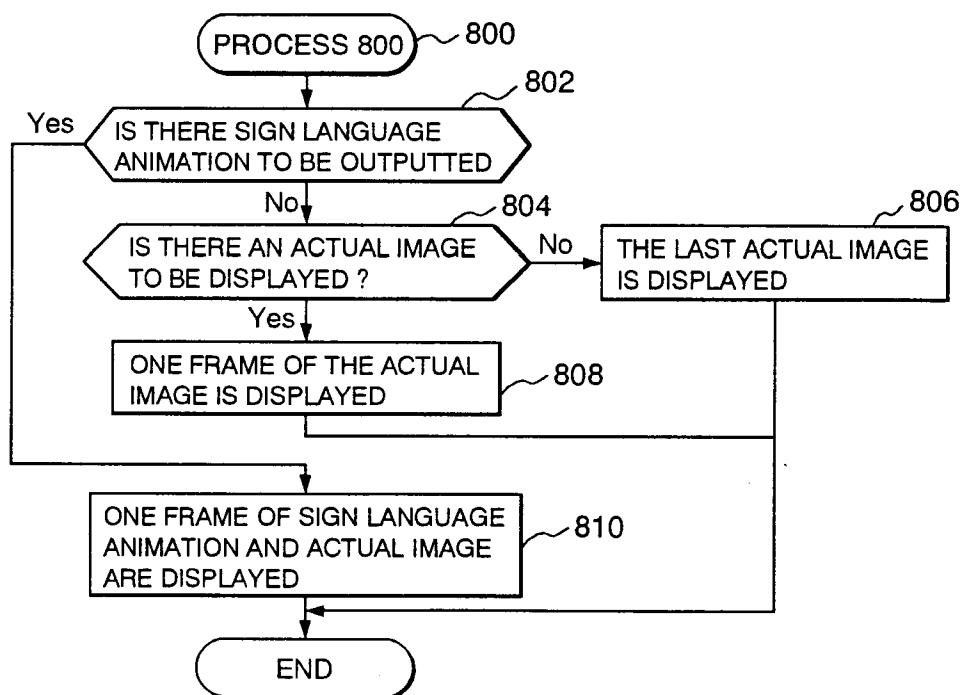 PROCESS 800
800
802
Yes
IS THERE SIGN LANGUAGE
ANIMATION TO BE OUTPUTTED
No
804
IS THERE AN ACTUAL IMAGE
TO BE DISPLAYED ?
No
806
THE LAST ACTUAL IMAGE
IS DISPLAYED
Yes
ONE FRAME OF THE ACTUAL
IMAGE IS DISPLAYED
808
ONE FRAME OF SIGN LANGUAGE
ANIMATION AND ACTUAL IMAGE
ARE DISPLAYED
810
END